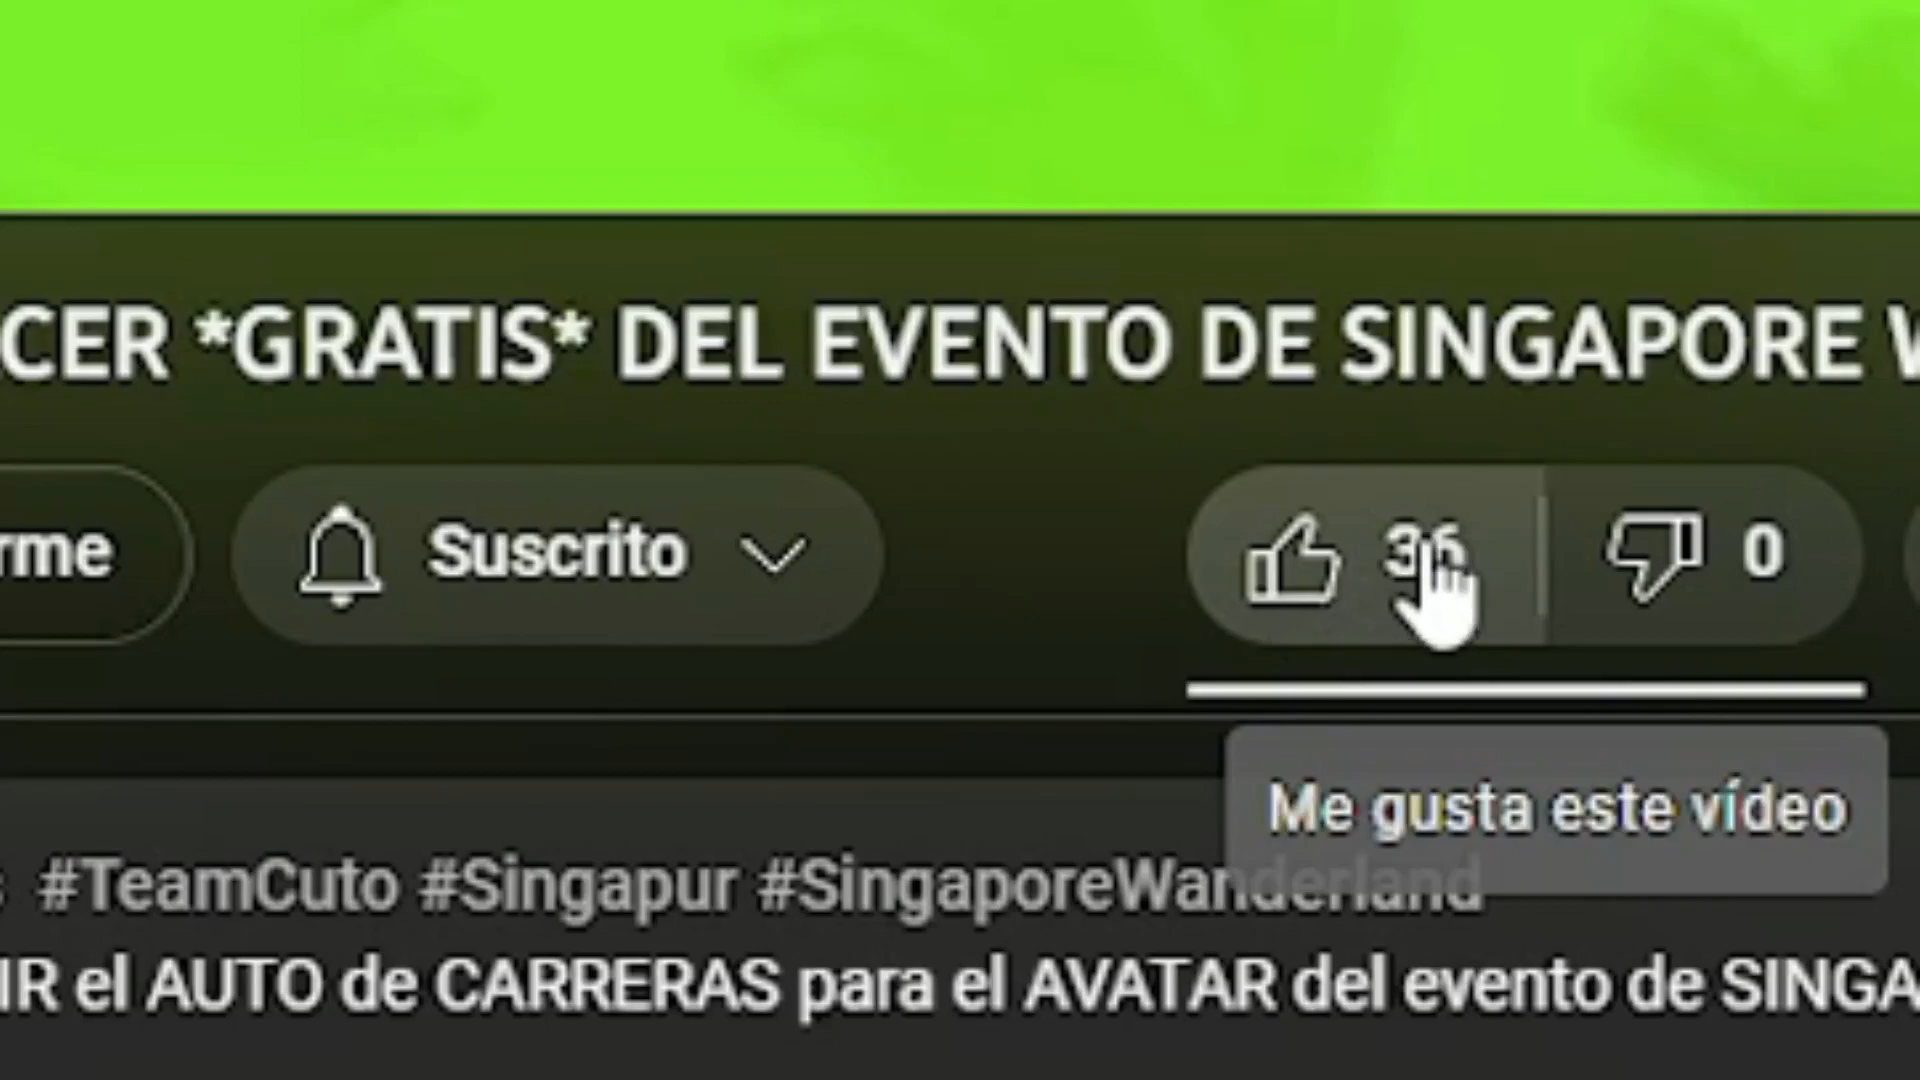 CER *GRATIS* DEL EVENTO DE SINGAPORE W
rme Suscrito 36 0
Me gusta este vídeo
#TeamCuto #Singapur #SingaporeWanderland
IR el AUTO de CARRERAS para el AVATAR del evento de SINGA